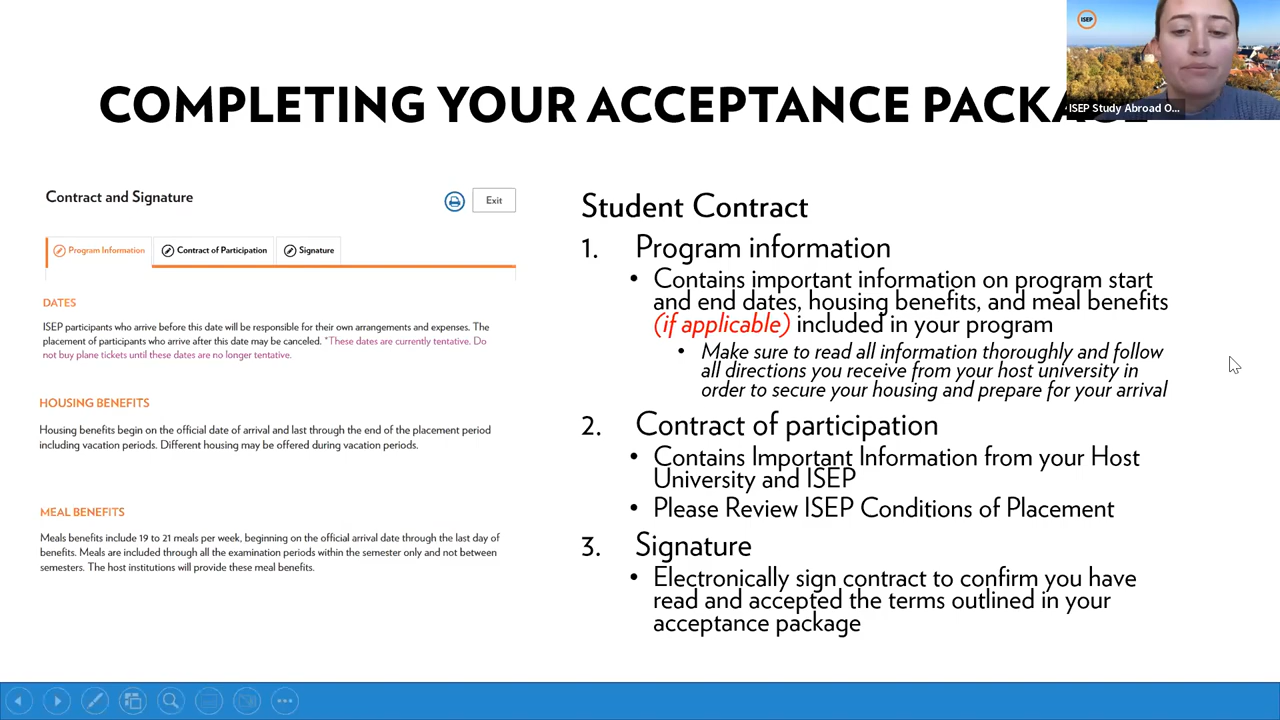 ISEP
ISEP Study Abroad O...
COMPLETING YOUR ACCEPTANCE PACKAGE
Contract and Signature
Exit
Program Information
Contract of Participation
Signature
DATES
ISEP participants who arrive before this date will be responsible for their own arrangements and expenses. The
placement of participants who arrive after this date may be canceled. *These dates are currently tentative. Do
not buy plane tickets until these dates are no longer tentative.
HOUSING BENEFITS
Housing benefits begin on the official date of arrival and last through the end of the placement period
including vacation periods. Different housing may be offered during vacation periods.
MEAL BENEFITS
Meals benefits include 19 to 21 meals per week, beginning on the official arrival date through the last day of
benefits. Meals are included through all the examination periods within the semester only and not between
semesters. The host institutions will provide these meal benefits.
Student Contract
1. Program information
• Contains important information on program start
and end dates, housing benefits, and meal benefits
(if applicable) included in your program
• Make sure to read all information thoroughly and follow
all directions you receive from your host university in
order to secure your housing and prepare for your arrival
2. Contract of participation
• Contains Important Information from your Host
University and ISEP
• Please Review ISEP Conditions of Placement
3. Signature
• Electronically sign contract to confirm you have
read and accepted the terms outlined in your
acceptance package